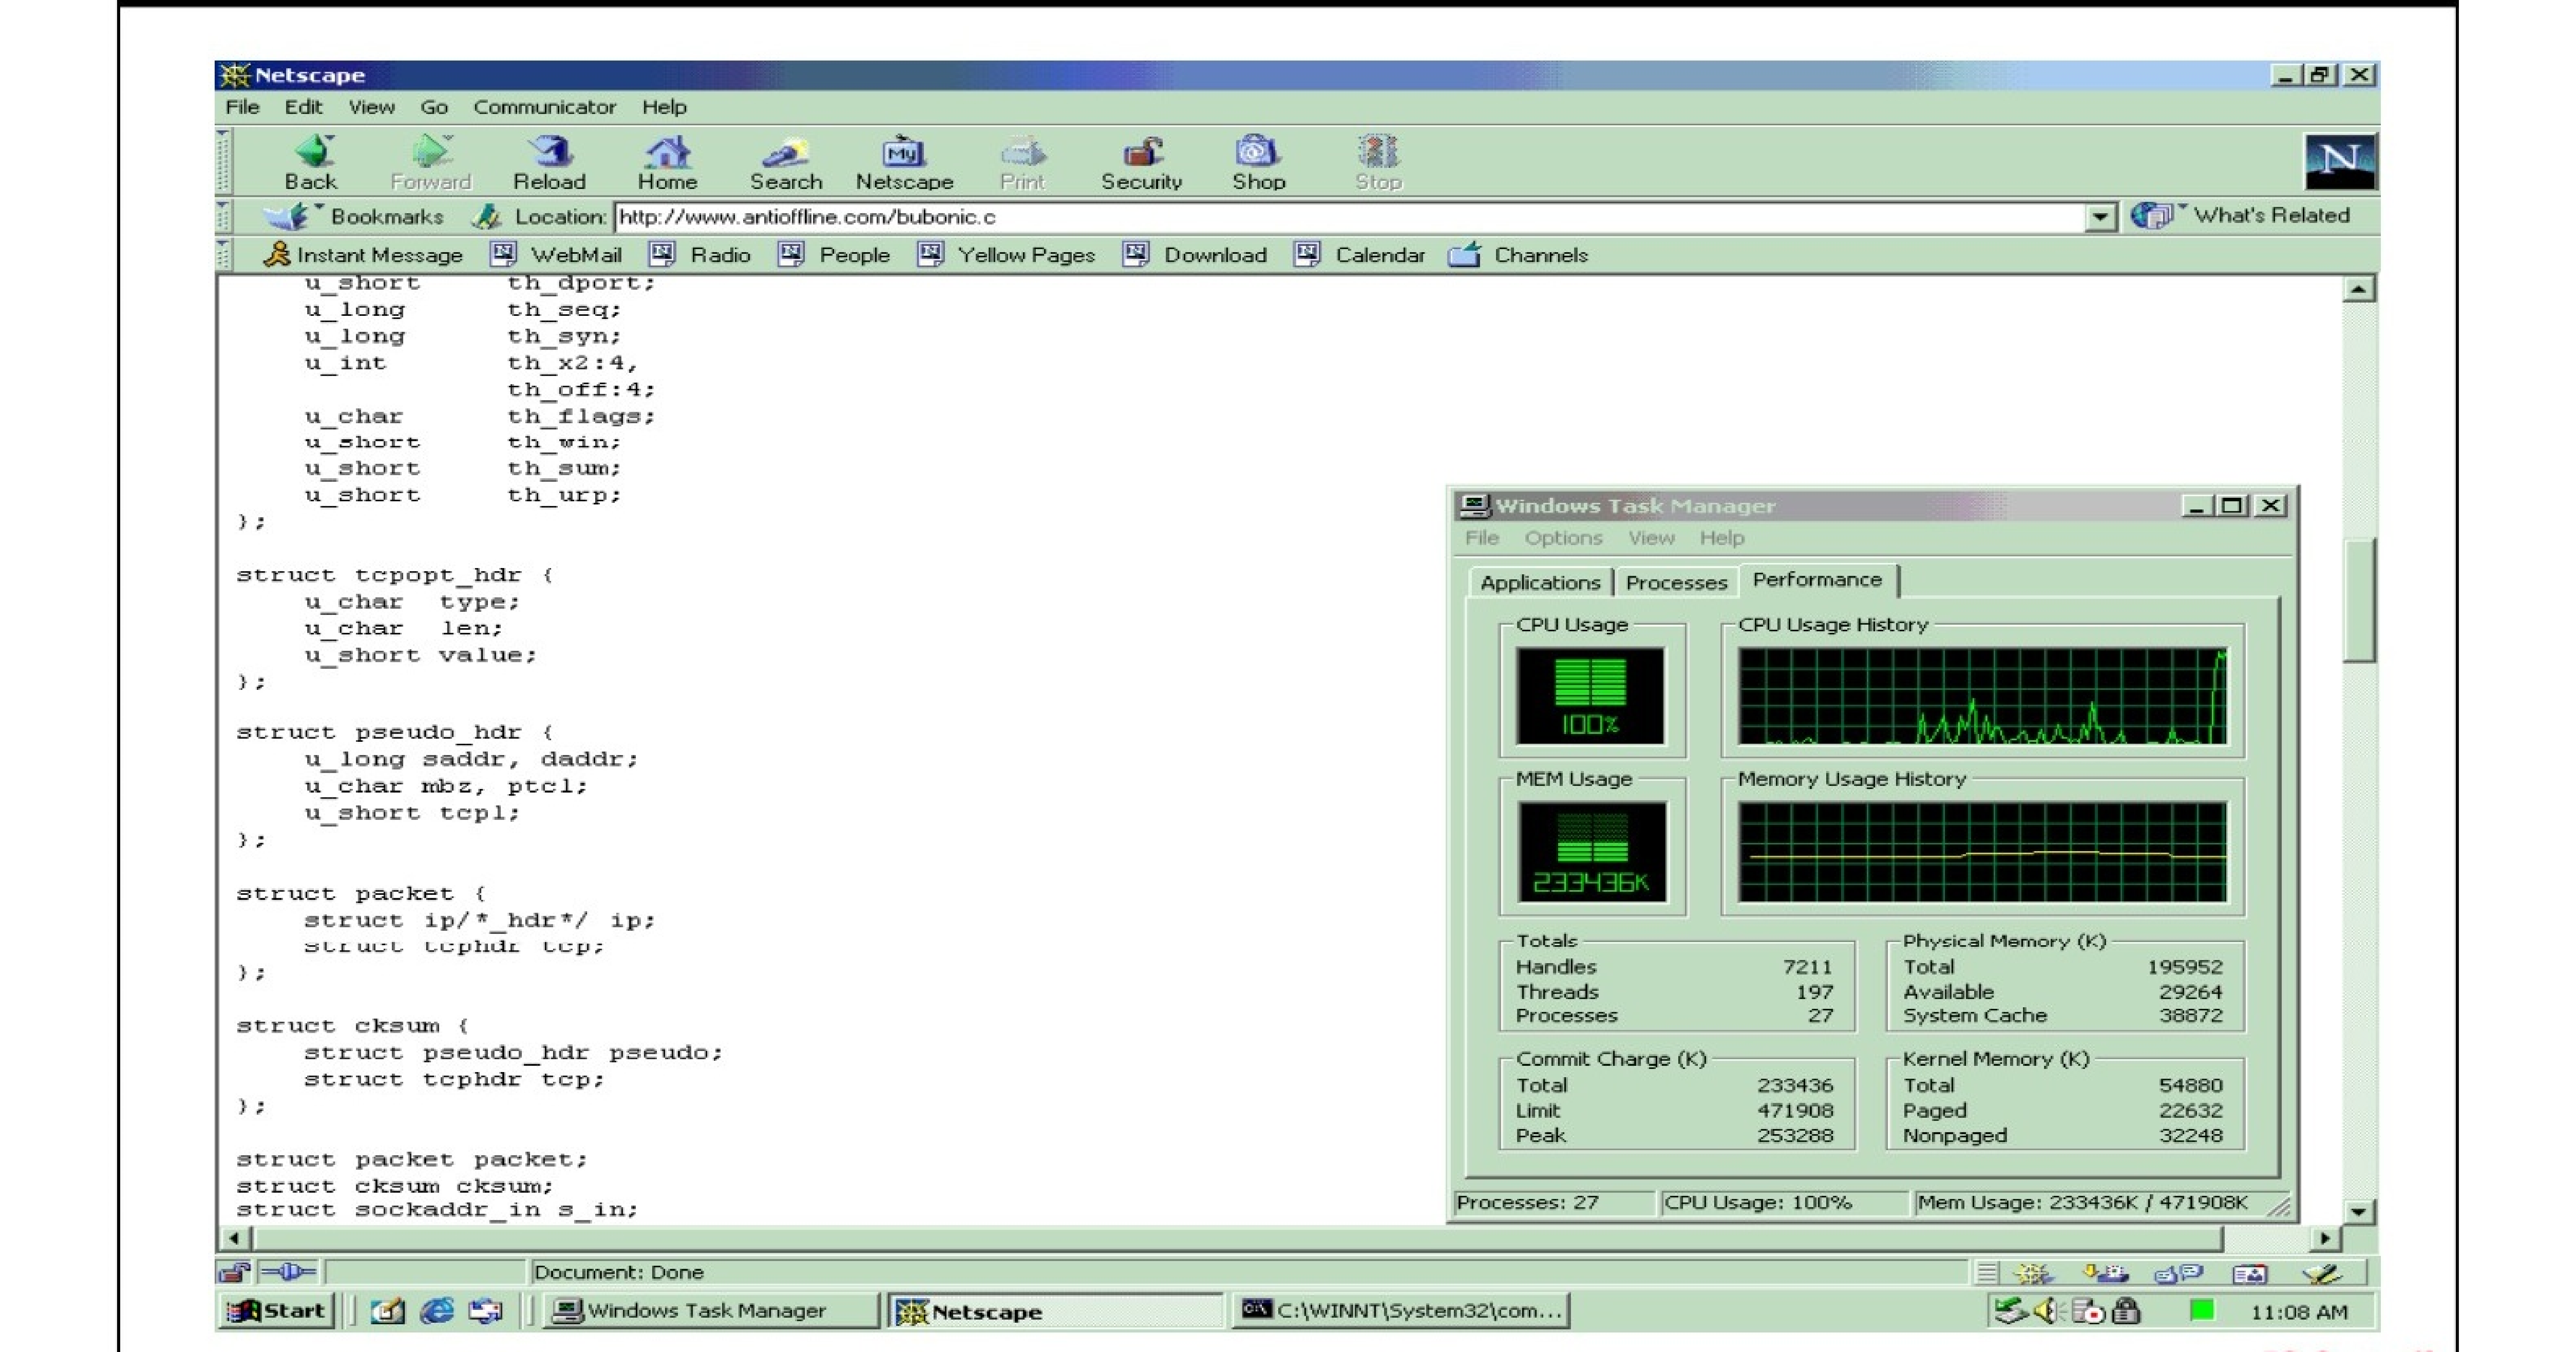 Netscape
File Edit View Go Communicator Help
My
N
Back Forward Reload Home Search Netscape Print Security Shop Stop
Bookmarks Location: http://www.antioffline.com/bubonic.c What's Related
Instant Message WebMail Radio People Yellow Pages Download Calendar Channels
u_short th_dport;
u_long th_seq;
u_long th_syn;
u_int th_x2:4,
th_off:4;
u_char th_flags;
u_short th_win;
u_short th_sum;
u_short th_urp;
};
struct tcpopt_hdr {
u_char type;
u_char len;
u_short value;
};
struct pseudo_hdr {
u_long saddr, daddr;
u_char mbz, ptcl;
u_short tcpl;
};
struct packet {
struct ip/*_hdr*/ ip;
struct tcphdr tcp;
};
struct cksum {
struct pseudo_hdr pseudo;
struct tcphdr tcp;
};
struct packet packet;
struct cksum cksum;
struct sockaddr_in s_in;
Windows Task Manager
File Options View Help
Applications Processes Performance
CPU Usage CPU Usage History
100%
MEM Usage Memory Usage History
233436K
Totals
Handles 7211
Threads 197
Processes 27
Physical Memory (K)
Total 195952
Available 29264
System Cache 38872
Commit Charge (K)
Total 233436
Limit 471908
Peak 253288
Kernel Memory (K)
Total 54880
Paged 22632
Nonpaged 32248
Processes: 27 CPU Usage: 100% Mem Usage: 233436K / 471908K
Document: Done
Start Windows Task Manager Netscape C:\WINNT\System32\com... 11:08 AM